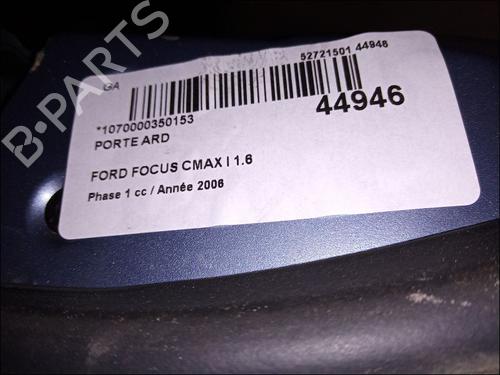 52721501 44946
GA
44946
*1070000350153
PORTE ARD
FORD FOCUS CMAX I 1.6
Phase 1 cc / Année 2006
B-PARTS